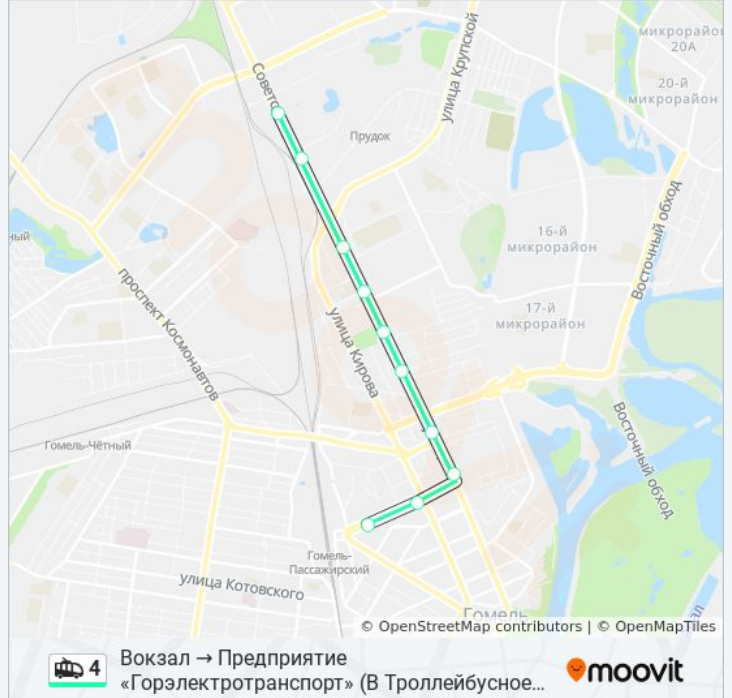 микрорайон
20А
20-й
микрорайон
улица Крупской
Советс
Прудок
16-й
микрорайон
Восточный обход
ный
17-й
микрорайон
проспект Космонавтов
улица Кирова
Гомель-Чётный
Восточный обход
Гомель-
Пассажирский
улица Котовского
Гомель
© OpenStreetMap contributors | © OpenMapTiles
4
Вокзал → Предприятие
«Горэлектротранспорт» (В Троллейбусное...
moovit